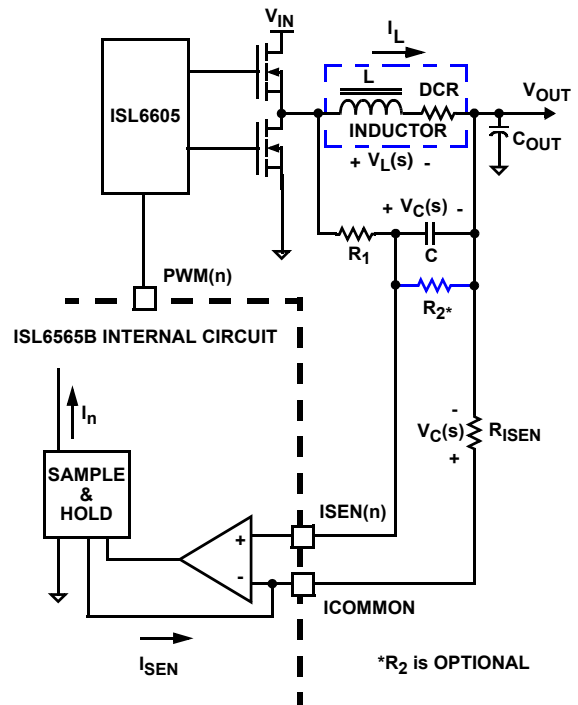 VIN
IL
ISL6605
L
DCR
VOUT
INDUCTOR
COUT
+ VL(s) -
+ VC(s) -
R1
C
PWM(n)
R2*
ISL6565B INTERNAL CIRCUIT
In
-
VC(s)
+
RISEN
SAMPLE
&
HOLD
ISEN(n)
+
-
ICOMMON
ISEN
*R2 is OPTIONAL